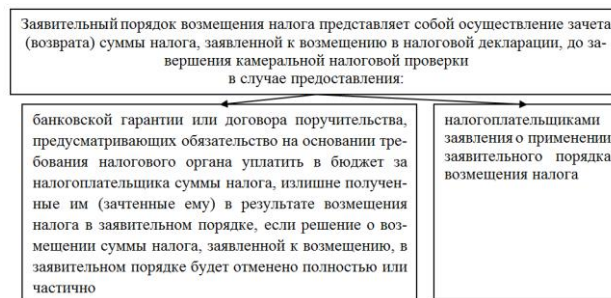 Заявительный порядок возмещения налога представляет собой осуществление зачета
(возврата) суммы налога, заявленной к возмещению в налоговой декларации, до за-
вершения камеральной налоговой проверки
в случае предоставления:
банковской гарантии или договора поручительства,
предусматривающих обязательство на основании тре-
бования налогового органа уплатить в бюджет за
налогоплательщика суммы налога, излишне получен-
ные им (зачтенные ему) в результате возмещения
налога в заявительном порядке, если решение о воз-
мещении суммы налога, заявленной к возмещению, в
заявительном порядке будет отменено полностью или
частично
налогоплательщиками
заявления о применении
заявительного порядка
возмещения налога